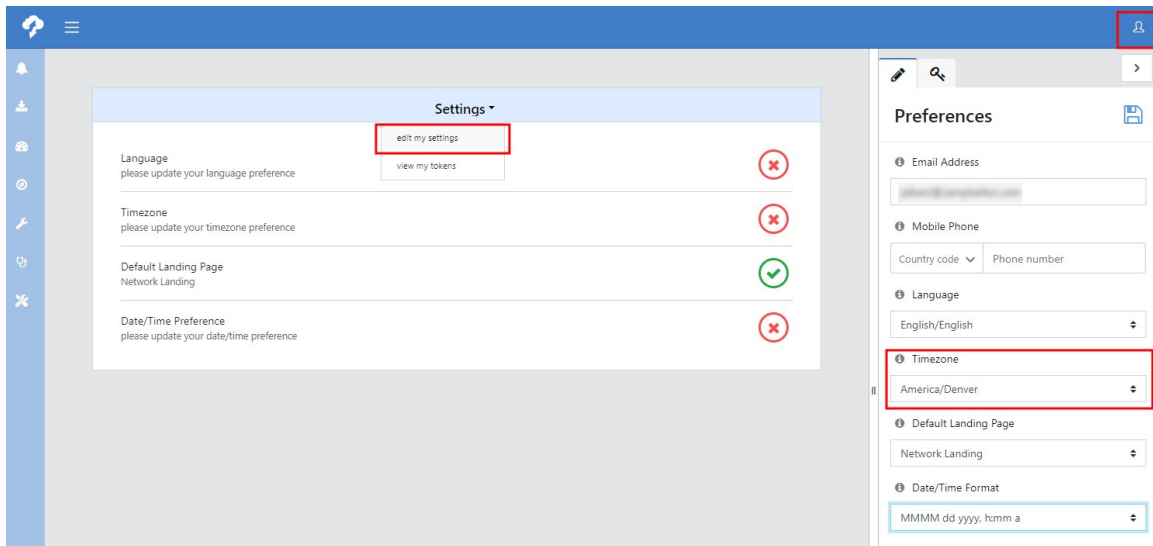 Settings
edit my settings
view my tokens
Language
please update your language preference
Timezone
please update your timezone preference
Default Landing Page
Network Landing
Date/Time Preference
please update your date/time preference
Preferences
Email Address
Mobile Phone
Country code Phone number
Language
English/English
Timezone
America/Denver
Default Landing Page
Network Landing
Date/Time Format
MMMM dd yyyy, h:mm a